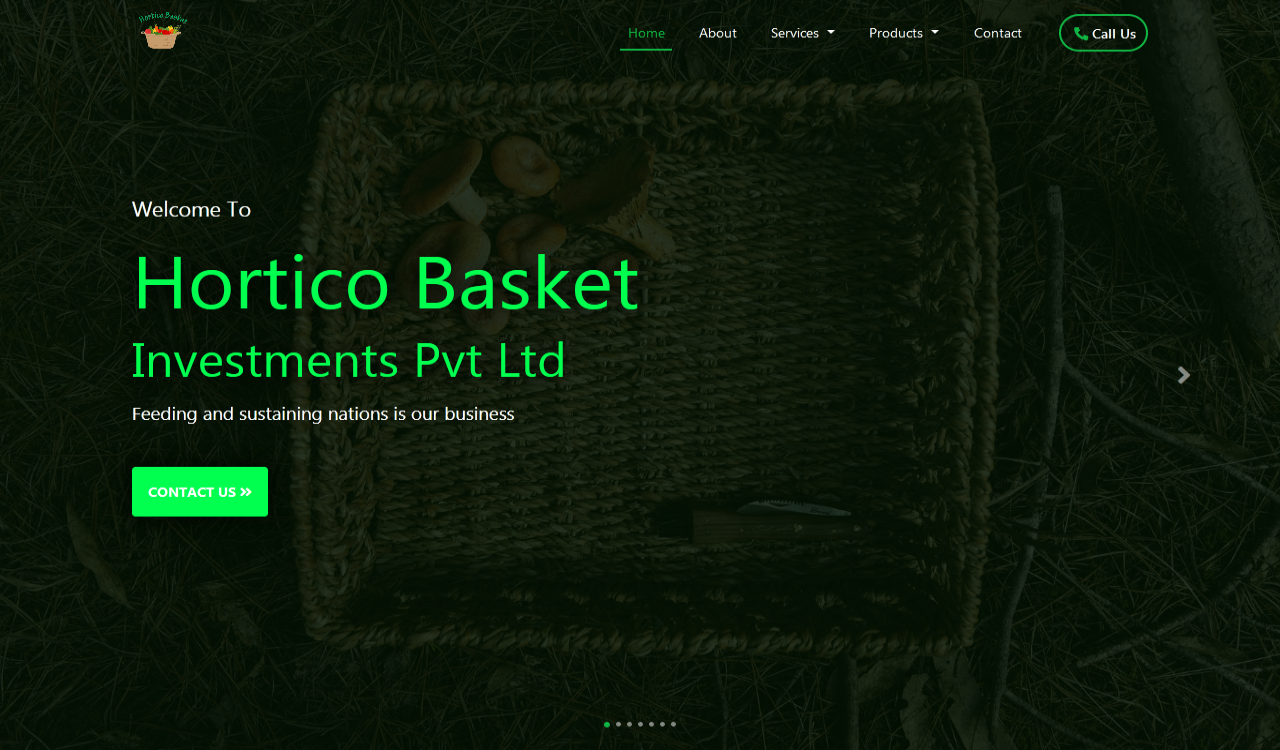 Hortico Basket
Home
About
Services
Products
Contact
Call Us
Welcome To
Hortico Basket
Investments Pvt Ltd
Feeding and sustaining nations is our business
CONTACT US »